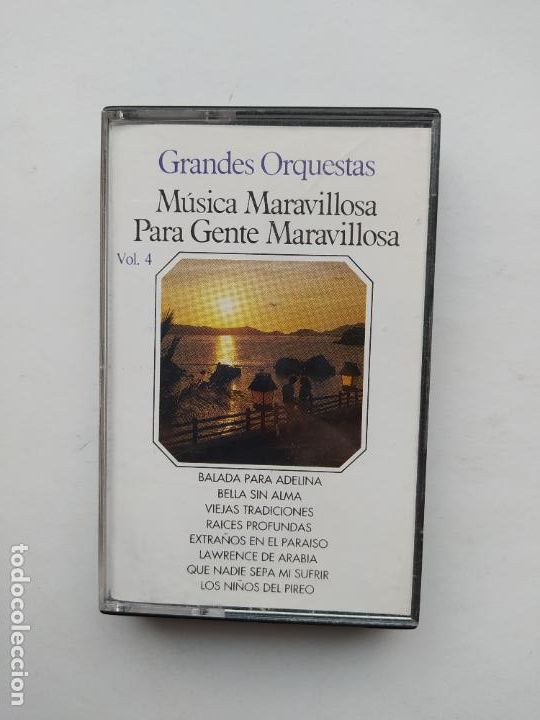 Grandes Orquestas
Música Maravillosa
Para Gente Maravillosa
Vol. 4
BALADA PARA ADELINA
BELLA SIN ALMA
VIEJAS TRADICIONES
RAICES PROFUNDAS
EXTRAÑOS EN EL PARAISO
LAWRENCE DE ARABIA
QUE NADIE SEPA MI SUFRIR
LOS NIÑOS DEL PIREO
todocoleccion.net